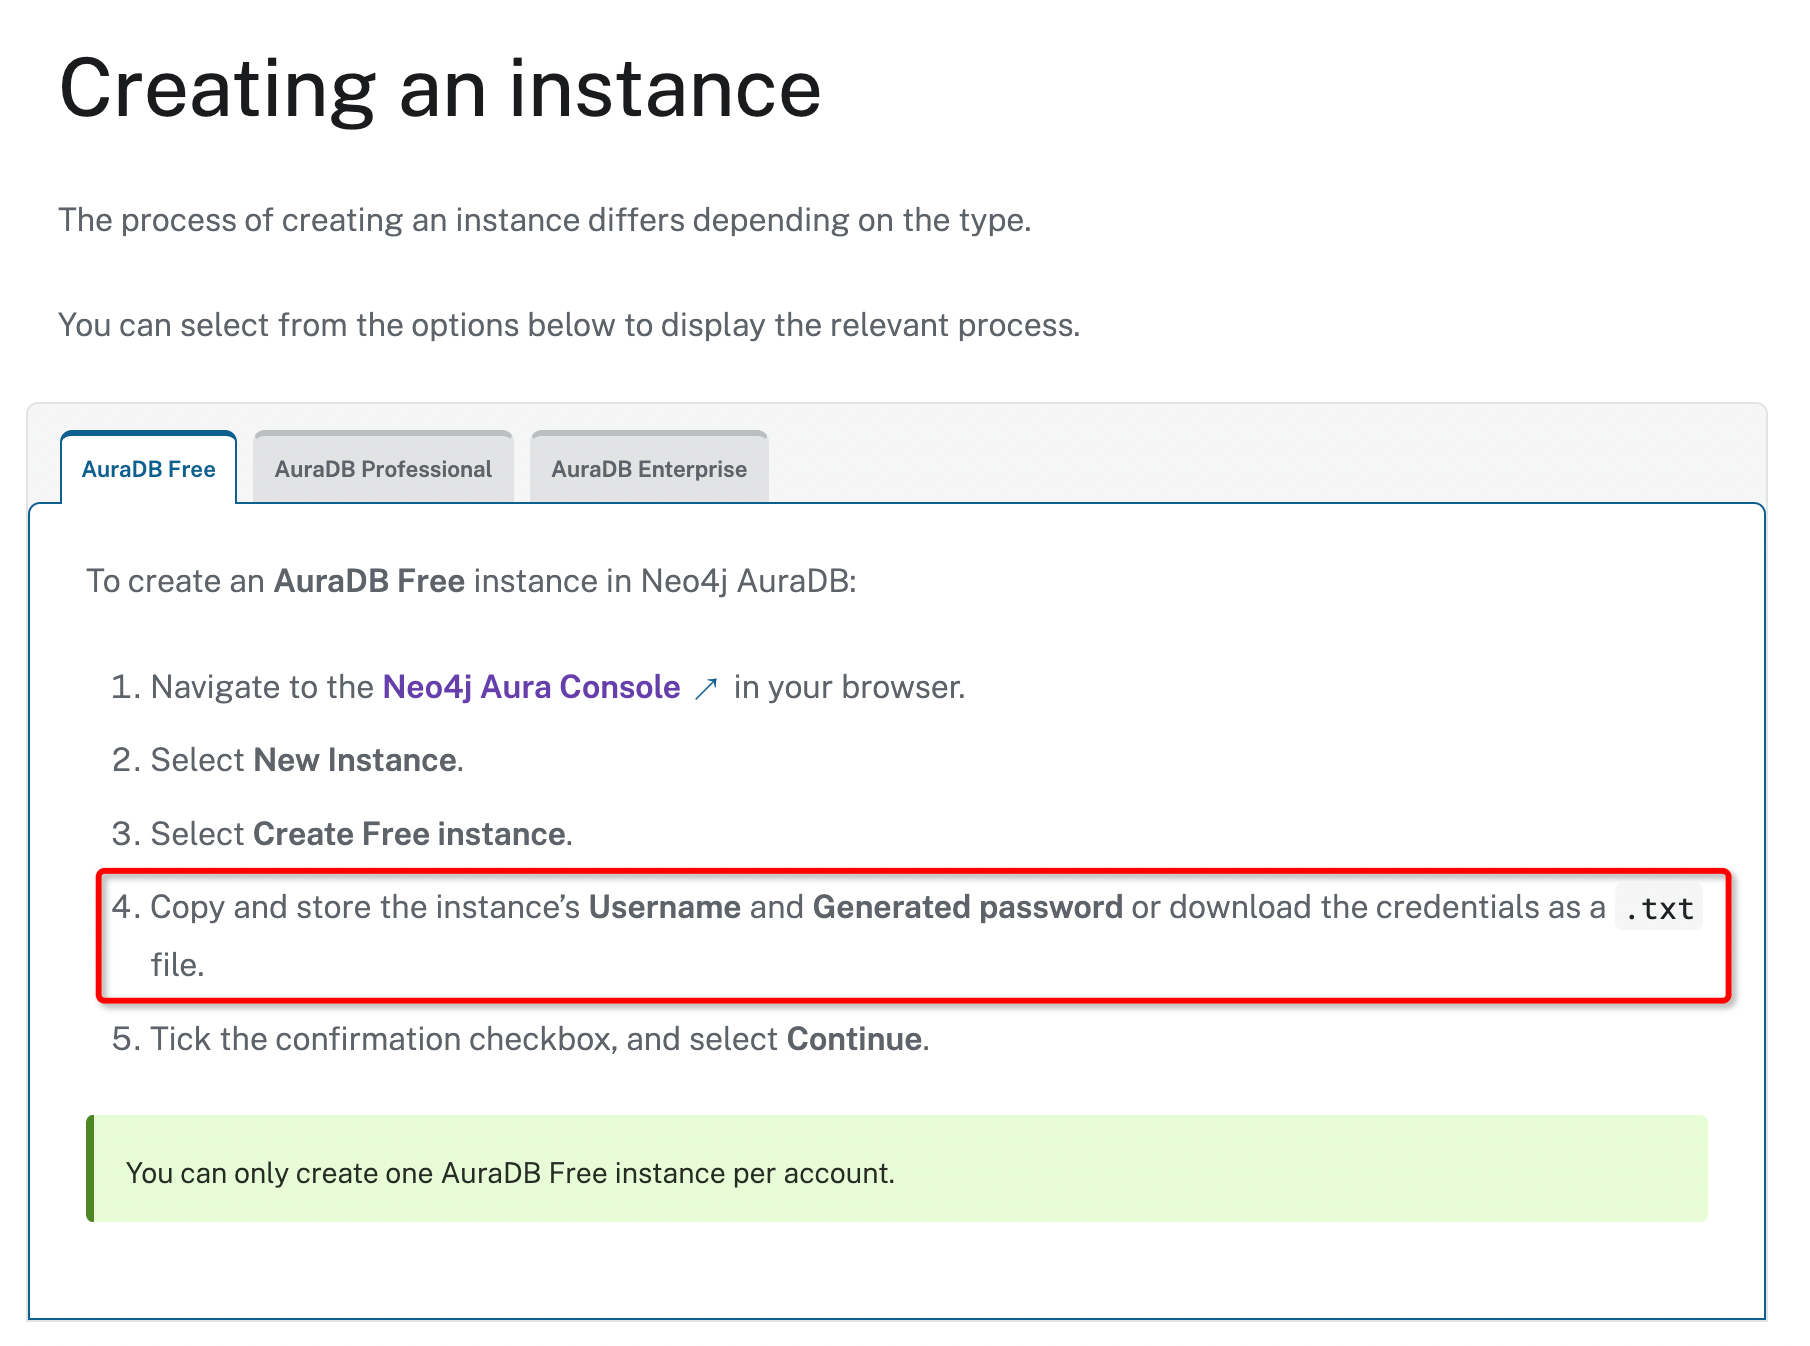 Creating an instance
The process of creating an instance differs depending on the type.
You can select from the options below to display the relevant process.
AuraDB Free
AuraDB Professional
AuraDB Enterprise
To create an AuraDB Free instance in Neo4j AuraDB:
1. Navigate to the Neo4j Aura Console ↗ in your browser.
2. Select New Instance.
3. Select Create Free instance.
4. Copy and store the instance’s Username and Generated password or download the credentials as a .txt
file.
5. Tick the confirmation checkbox, and select Continue.
You can only create one AuraDB Free instance per account.